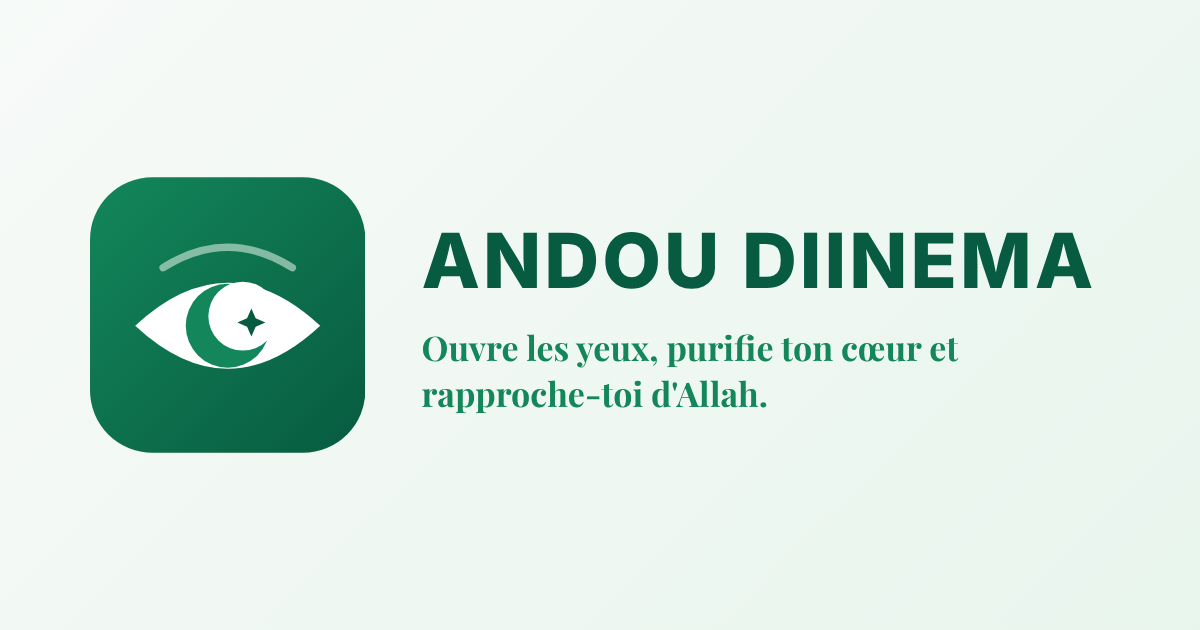 ANDOU DIINEMA
Ouvre les yeux, purifie ton cœur et
rapproche-toi d'Allah.